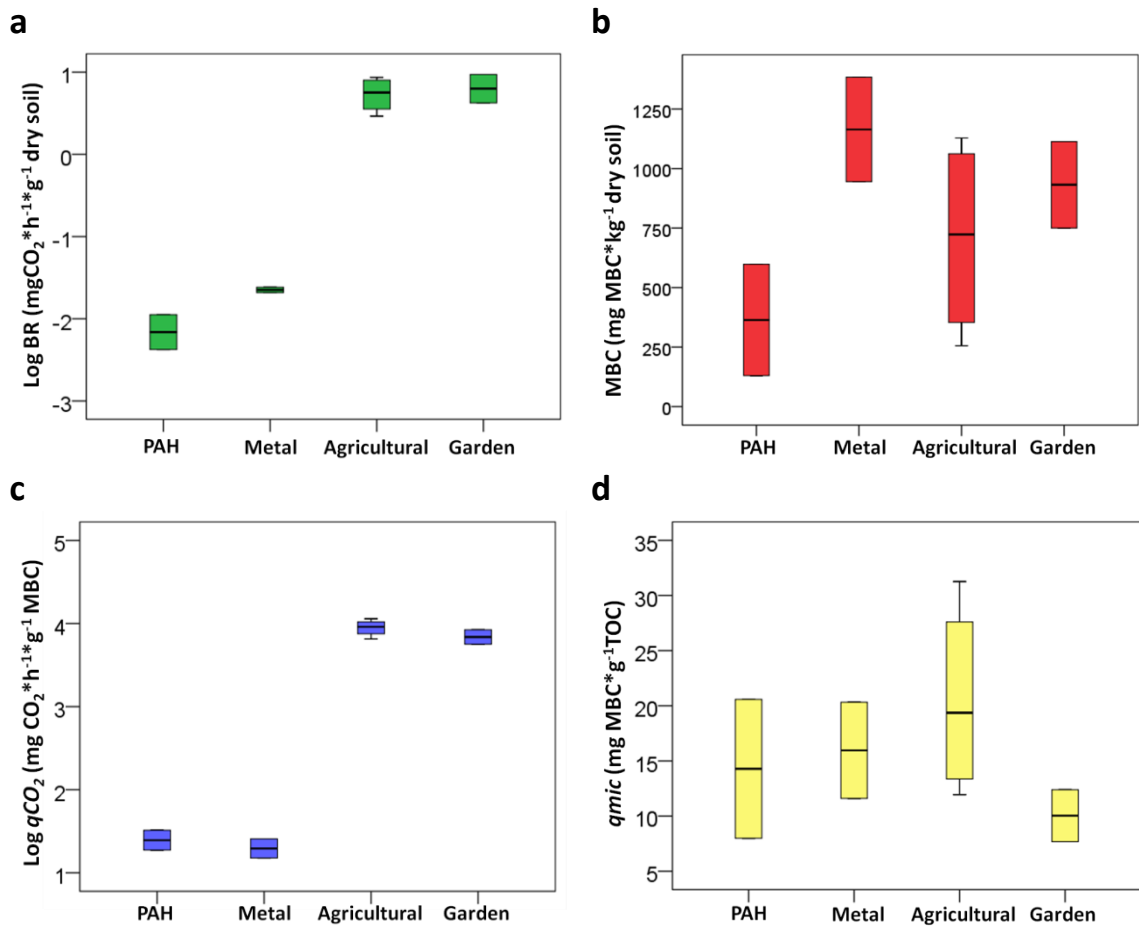 a
Log BR (mgCO₂*h⁻¹*g⁻¹ dry soil)
1
0
-1
-2
-3
PAH Metal Agricultural Garden
b
MBC (mg MBC*kg⁻¹ dry soil)
1250
1000
750
500
250
0
PAH Metal Agricultural Garden
c
Log qCO₂ (mg CO₂*h⁻¹*g⁻¹ MBC)
5
4
3
2
1
PAH Metal Agricultural Garden
d
qmic (mg MBC*g⁻¹TOC)
35
30
25
20
15
10
5
PAH Metal Agricultural Garden